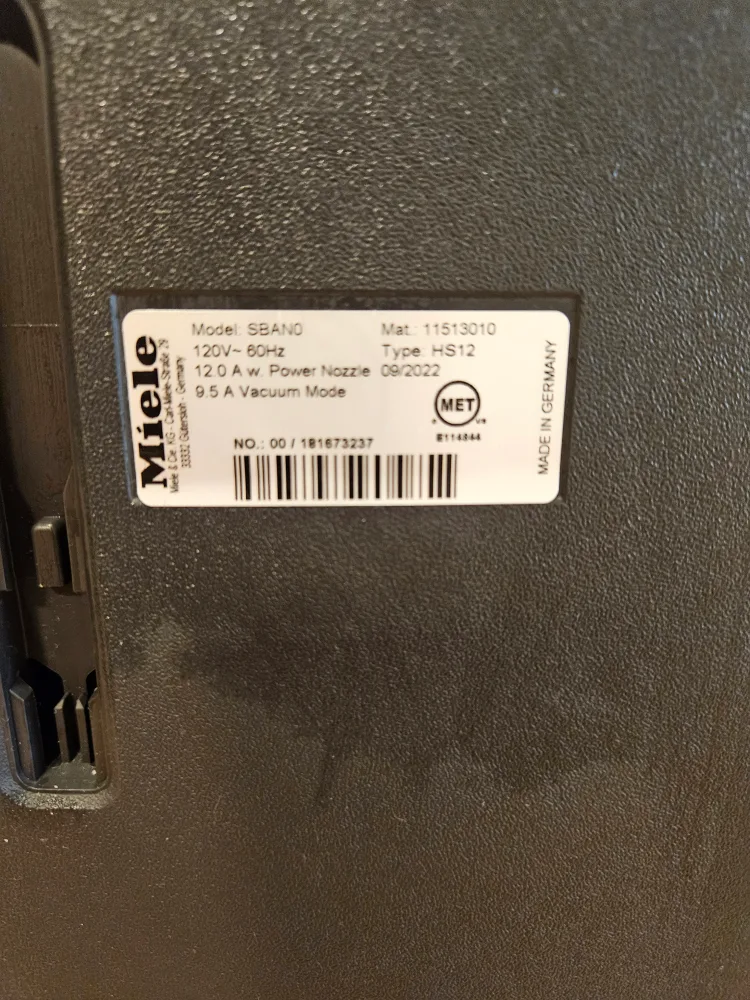 Miele
Miele & Cie. KG - Carl-Miele-Straße 29
33332 Gütersloh - Germany
Model: SBAN0 Mat.: 11513010
120V~ 60Hz Type: HS12
12.0 A w. Power Nozzle 09/2022
9.5 A Vacuum Mode
MET
c us
E114844
NO.: 00 / 181673237
MADE IN GERMANY